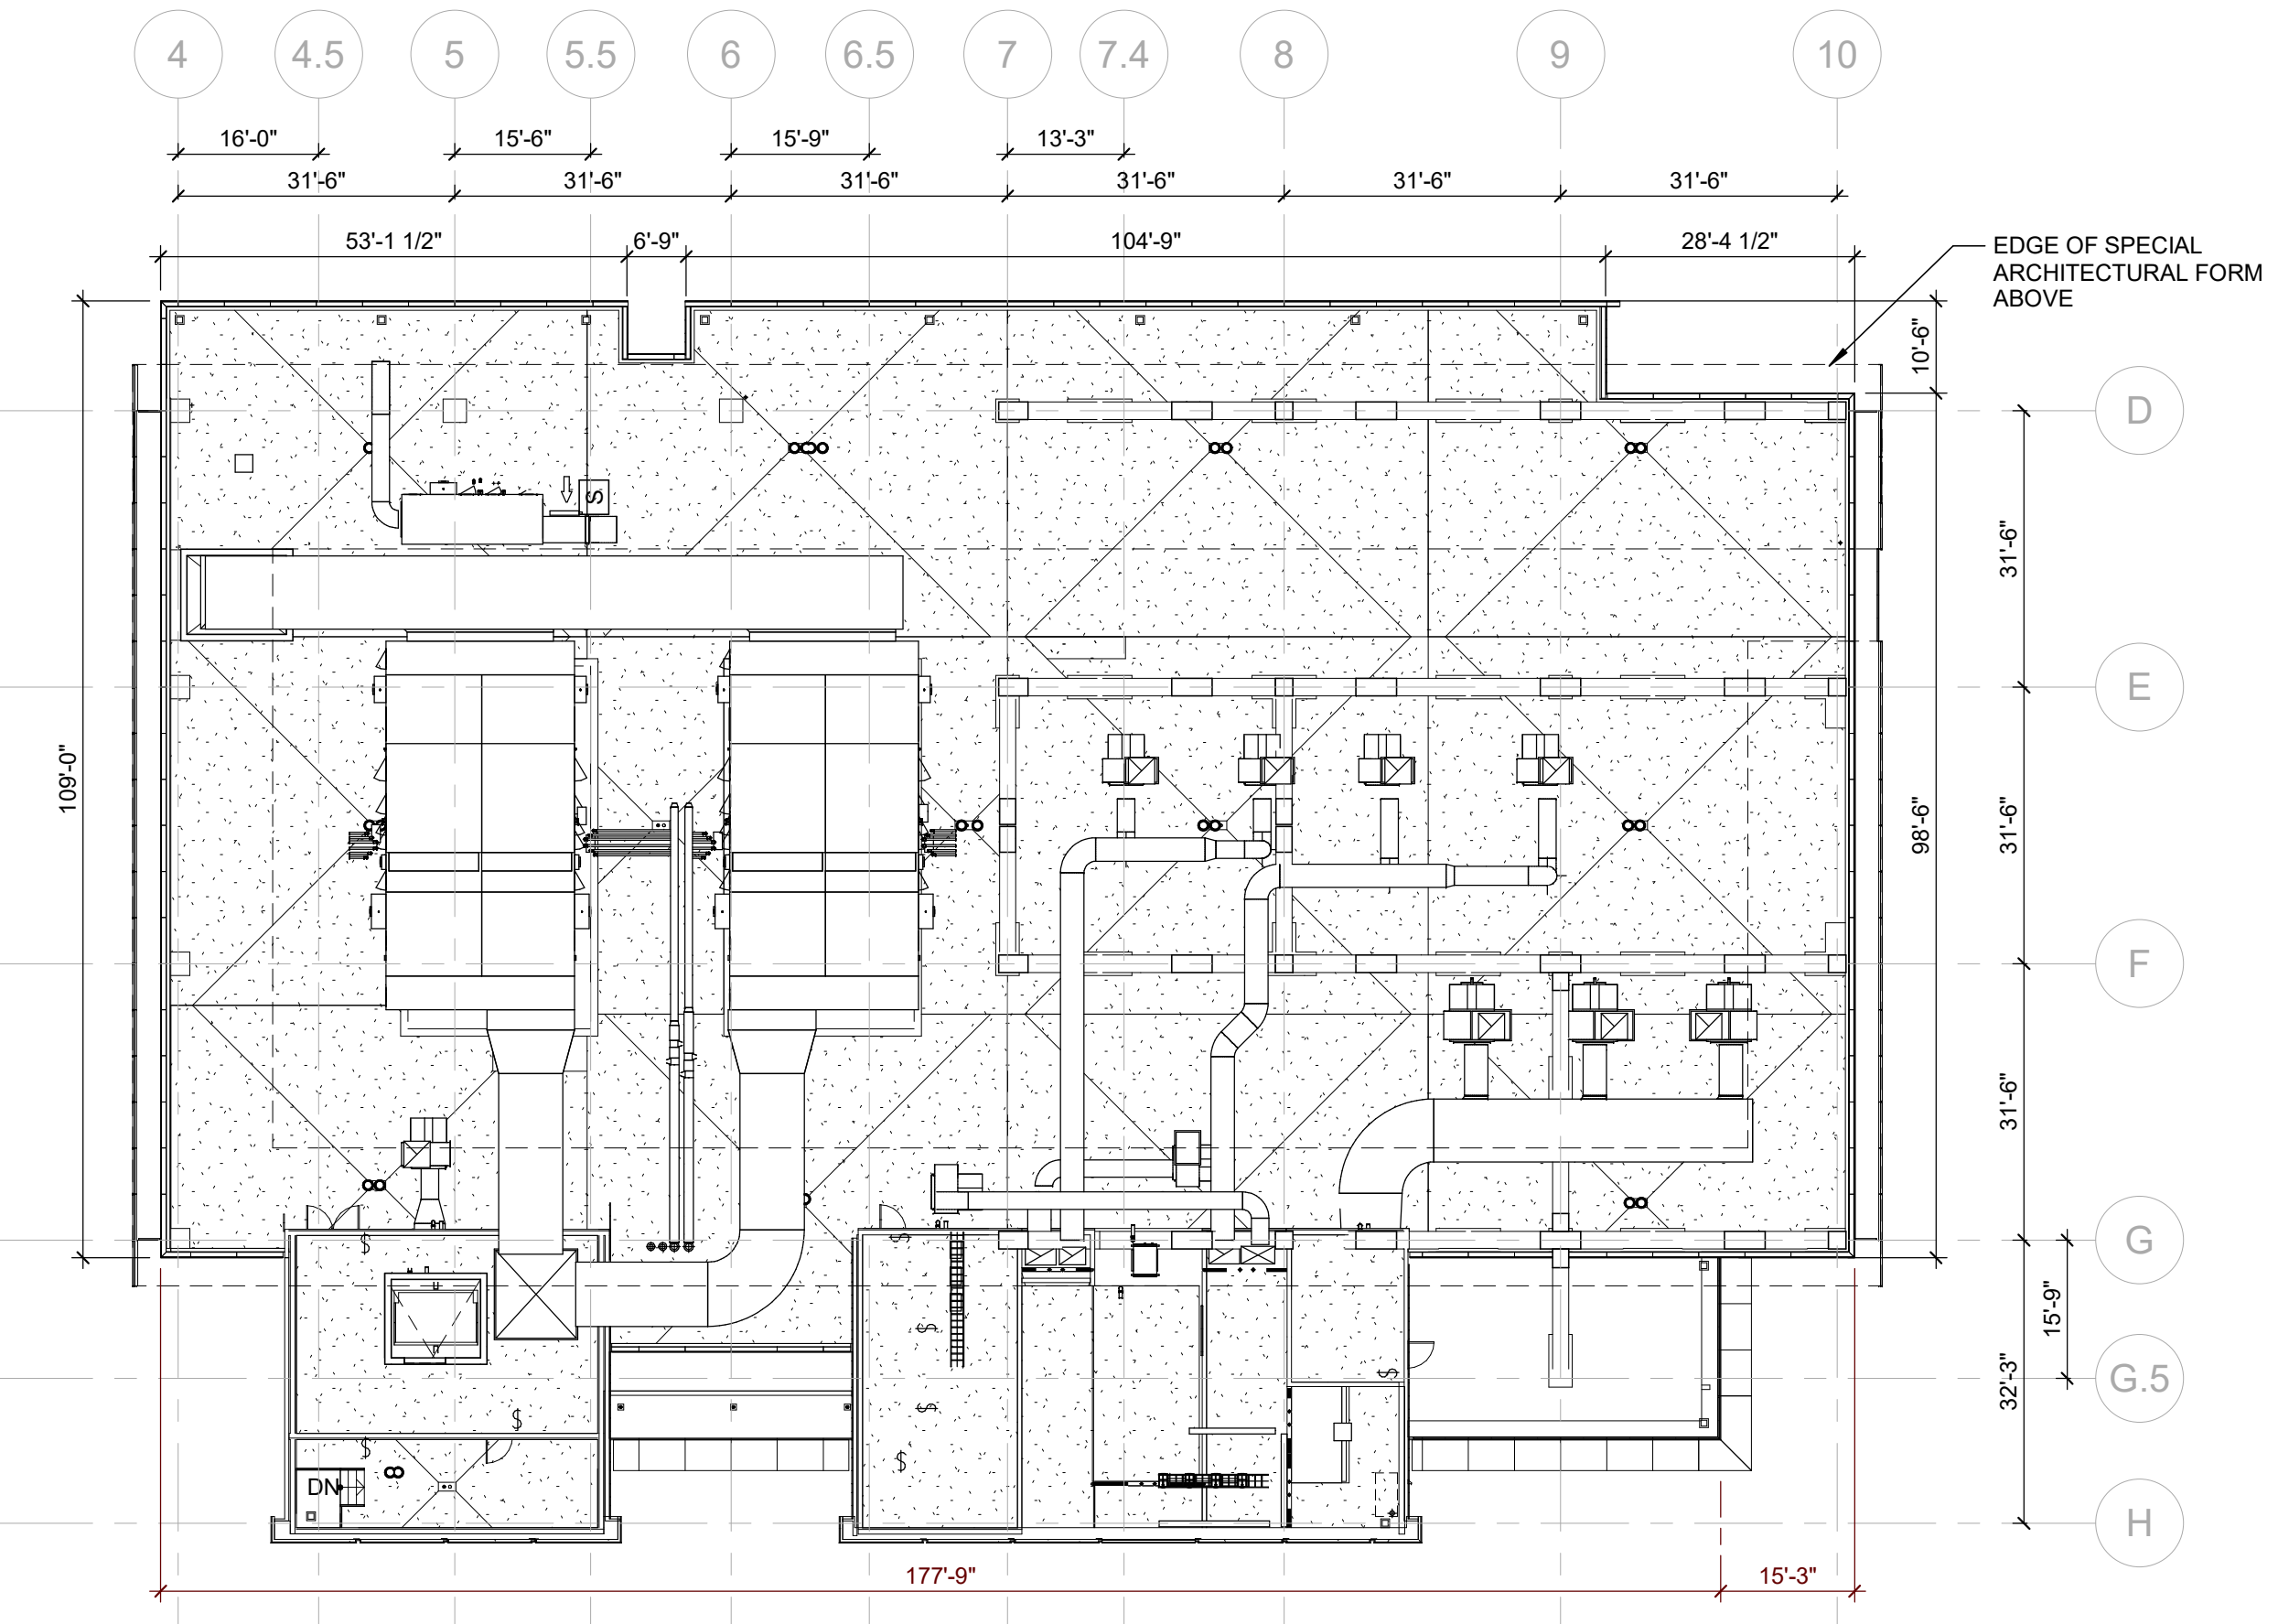 4 4.5 5 5.5 6 6.5 7 7.4 8 9 10
16'-0" 15'-6" 15'-9" 13'-3"
31'-6" 31'-6" 31'-6" 31'-6" 31'-6" 31'-6"
53'-1 1/2" 6'-9" 104'-9" 28'-4 1/2"
EDGE OF SPECIAL
ARCHITECTURAL FORM
ABOVE
10'-6"
D
S
31'-6"
E
109'-0"
98'-6"
31'-6"
F
31'-6"
G
$
$
15'-9"
$
$
G.5
32'-3"
$
$
$
$
DN
H
177'-9" 15'-3"